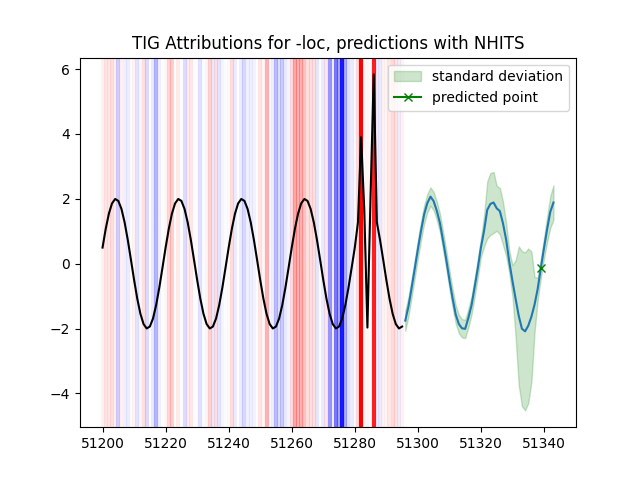 TIG Attributions for -loc, predictions with NHITS
standard deviation
predicted point
6
4
2
0
−2
−4
51200 51220 51240 51260 51280 51300 51320 51340